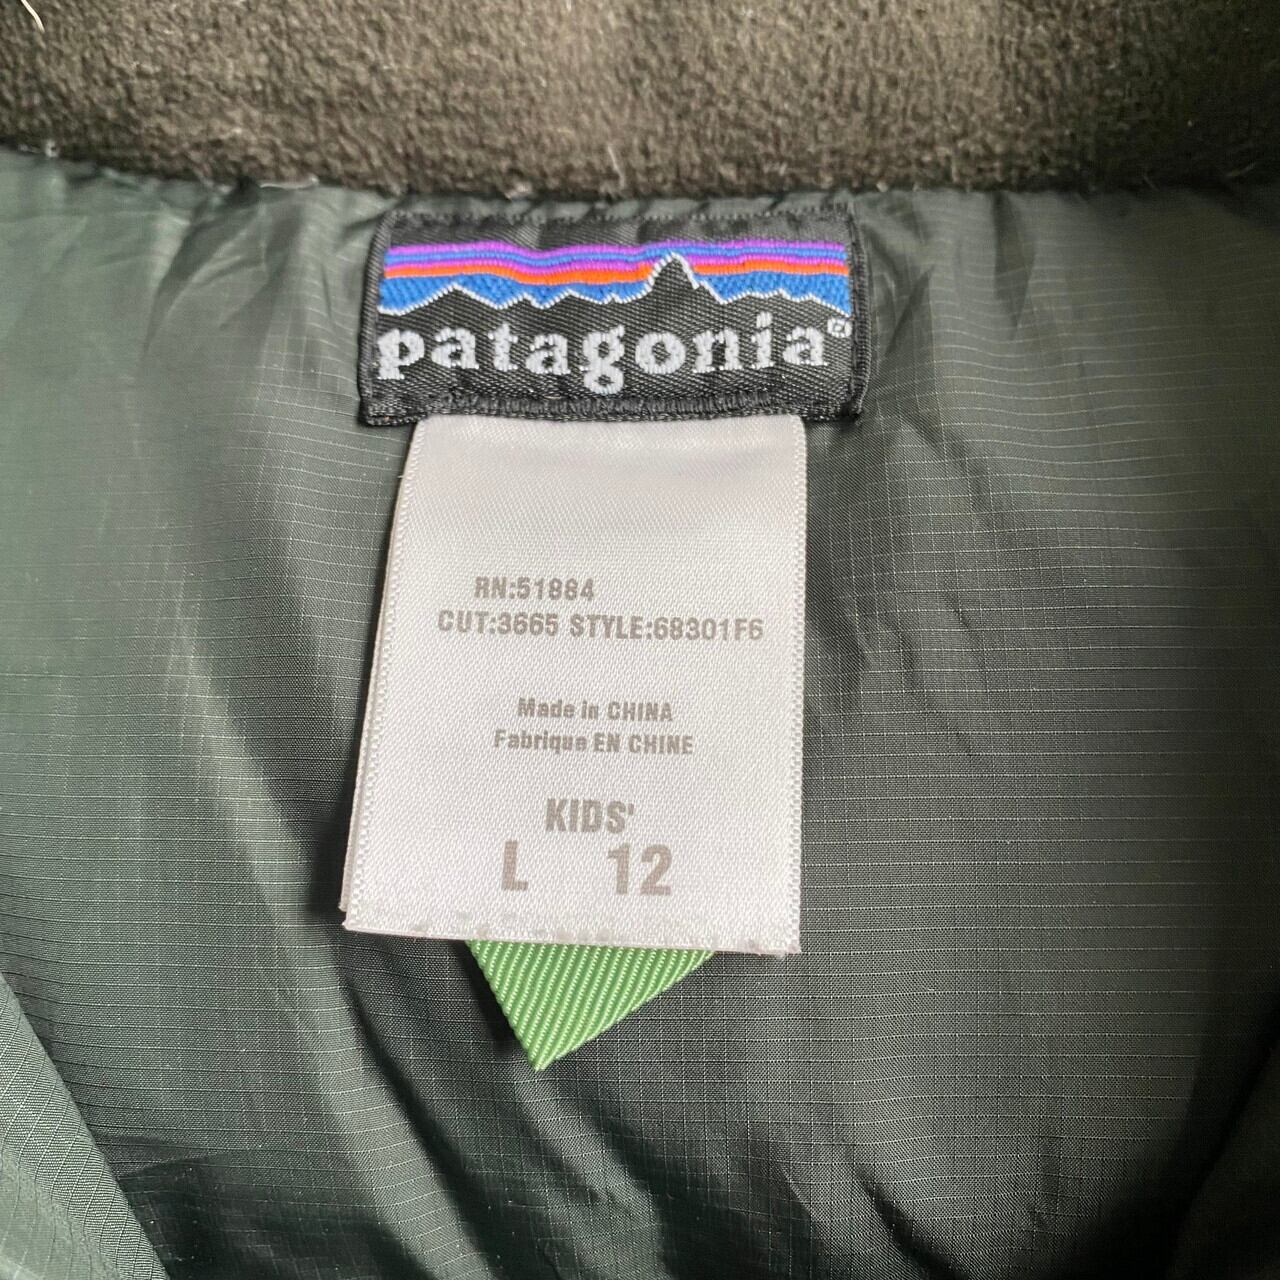 patagonia®
RN:51884
CUT:3665 STYLE:68301F6
Made in CHINA
Fabrique EN CHINE
KIDS'
L 12